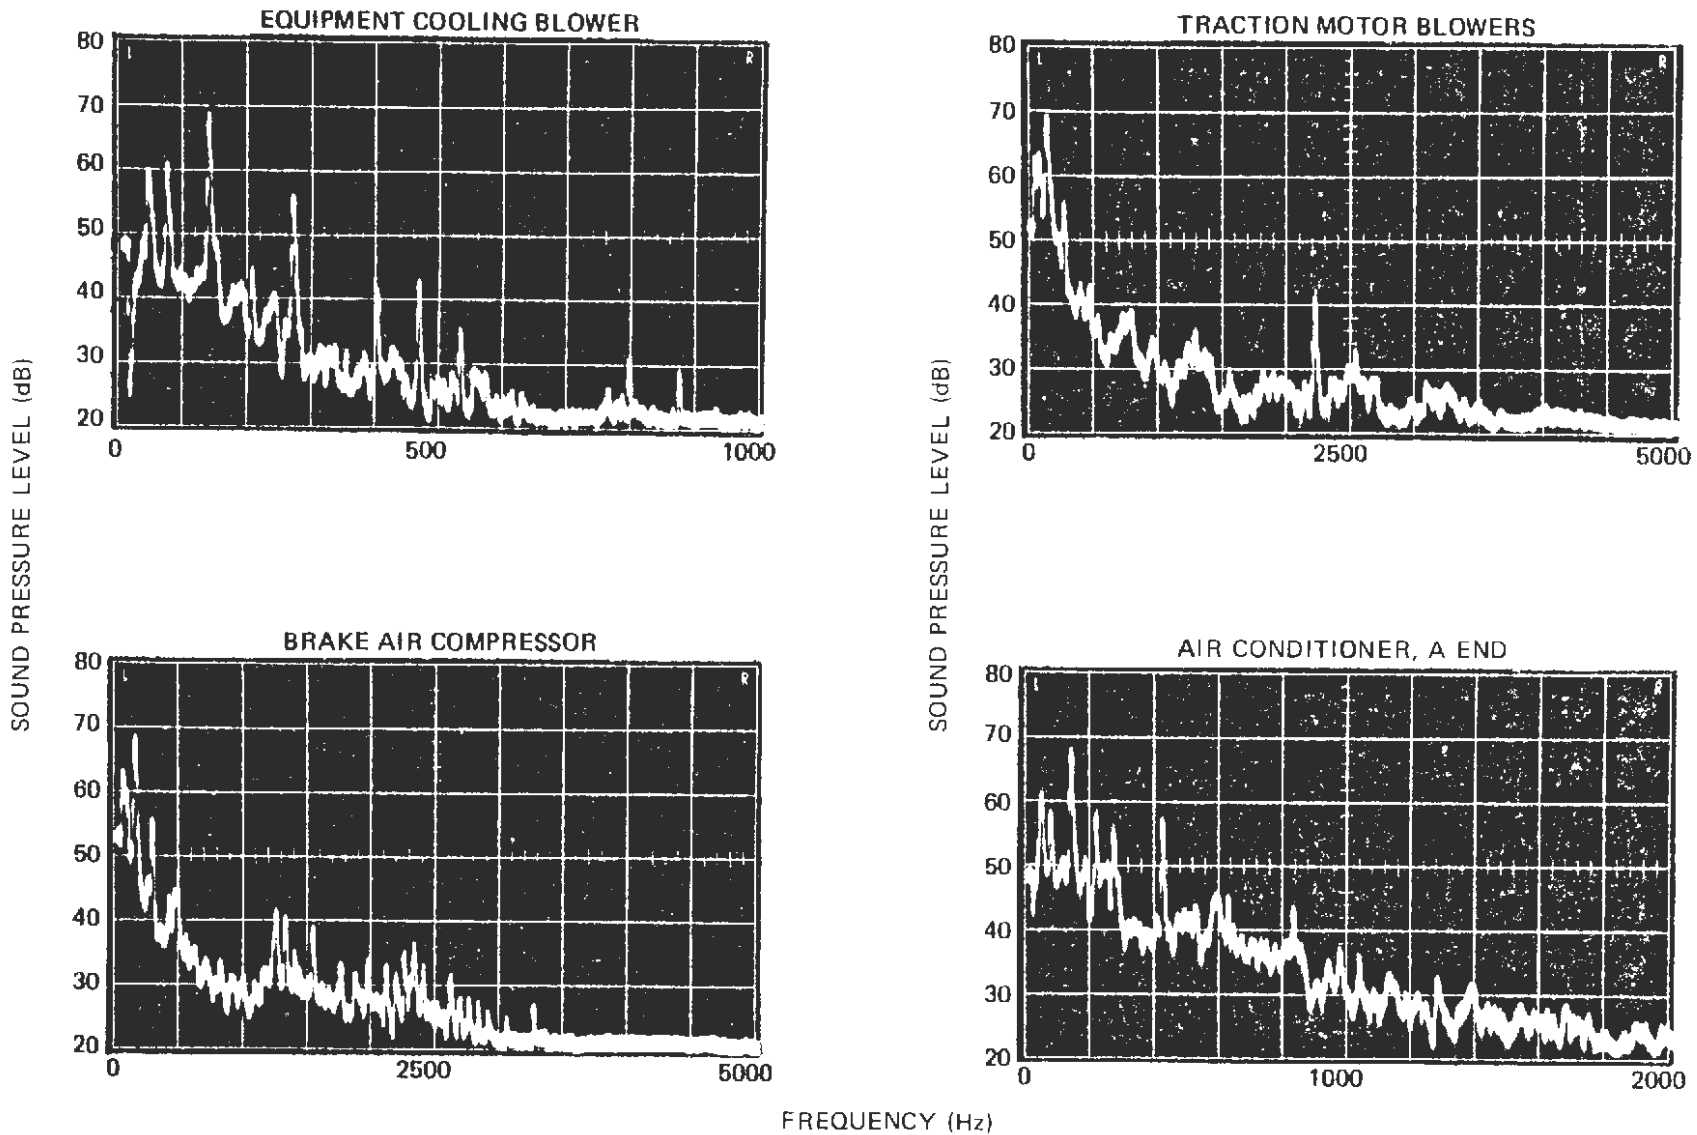 EQUIPMENT COOLING BLOWER
80
70
60
50
40
30
20
L
R
0
500
1000
TRACTION MOTOR BLOWERS
80
70
60
50
40
30
20
L
R
0
2500
5000
SOUND PRESSURE LEVEL (dB)
SOUND PRESSURE LEVEL (dB)
BRAKE AIR COMPRESSOR
80
70
60
50
40
30
20
L
R
0
2500
5000
AIR CONDITIONER, A END
80
70
60
50
40
30
20
L
R
0
1000
2000
FREQUENCY (Hz)